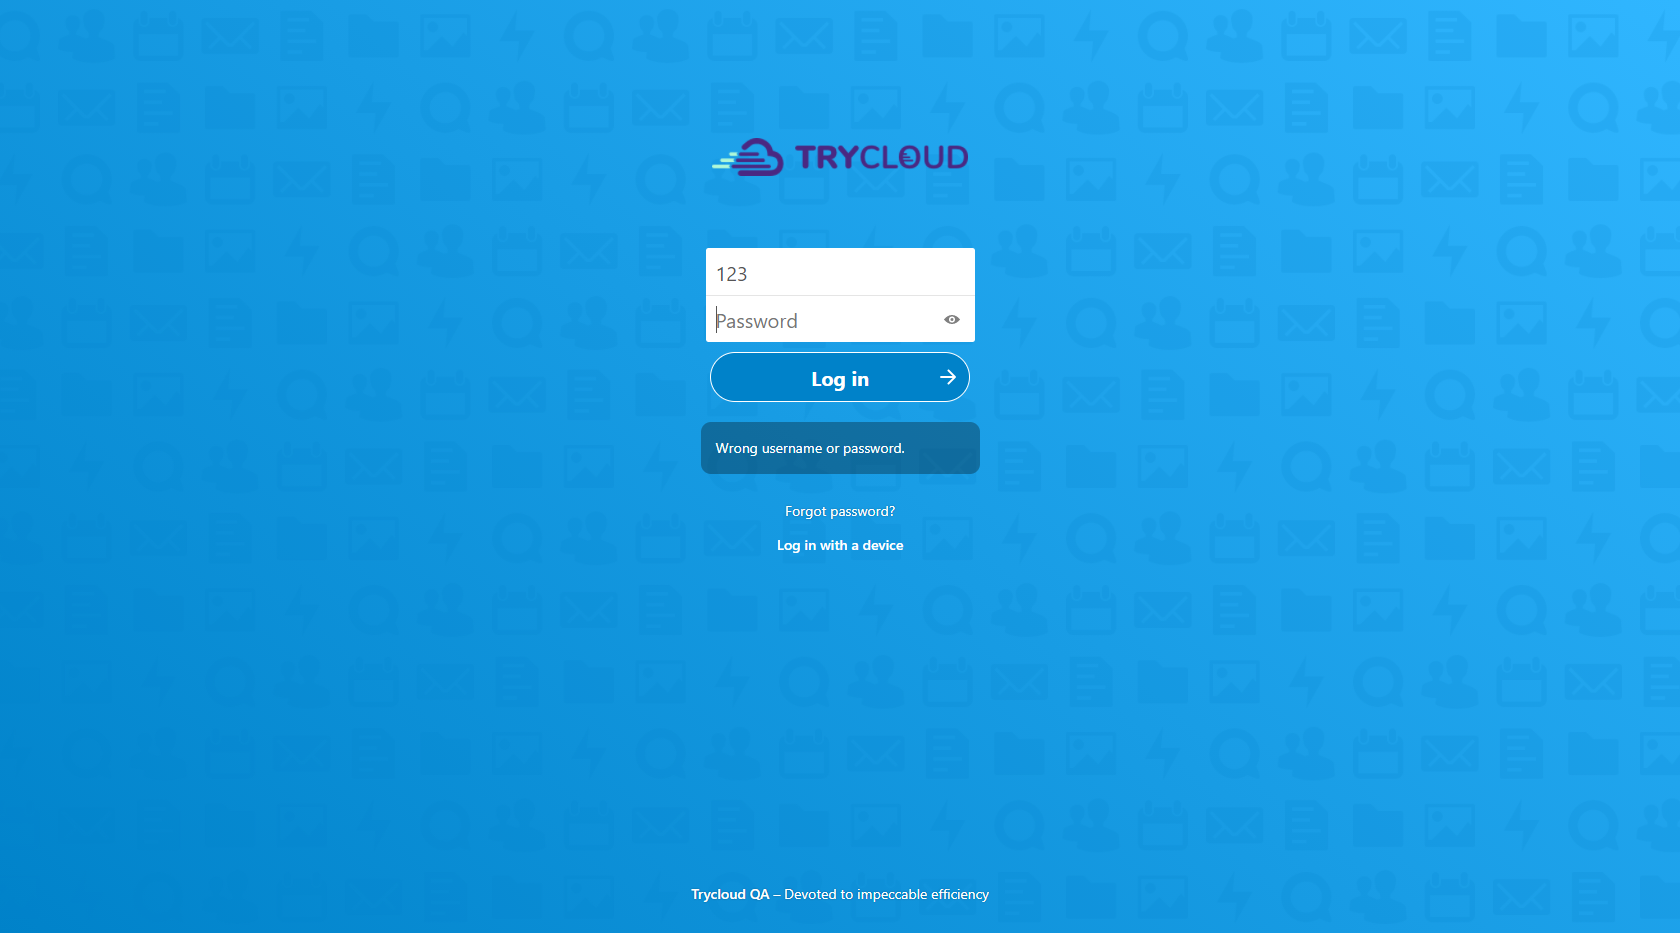 TRYCLOUD
123
Password
Log in
Wrong username or password.
Forgot password?
Log in with a device
Trycloud QA – Devoted to impeccable efficiency